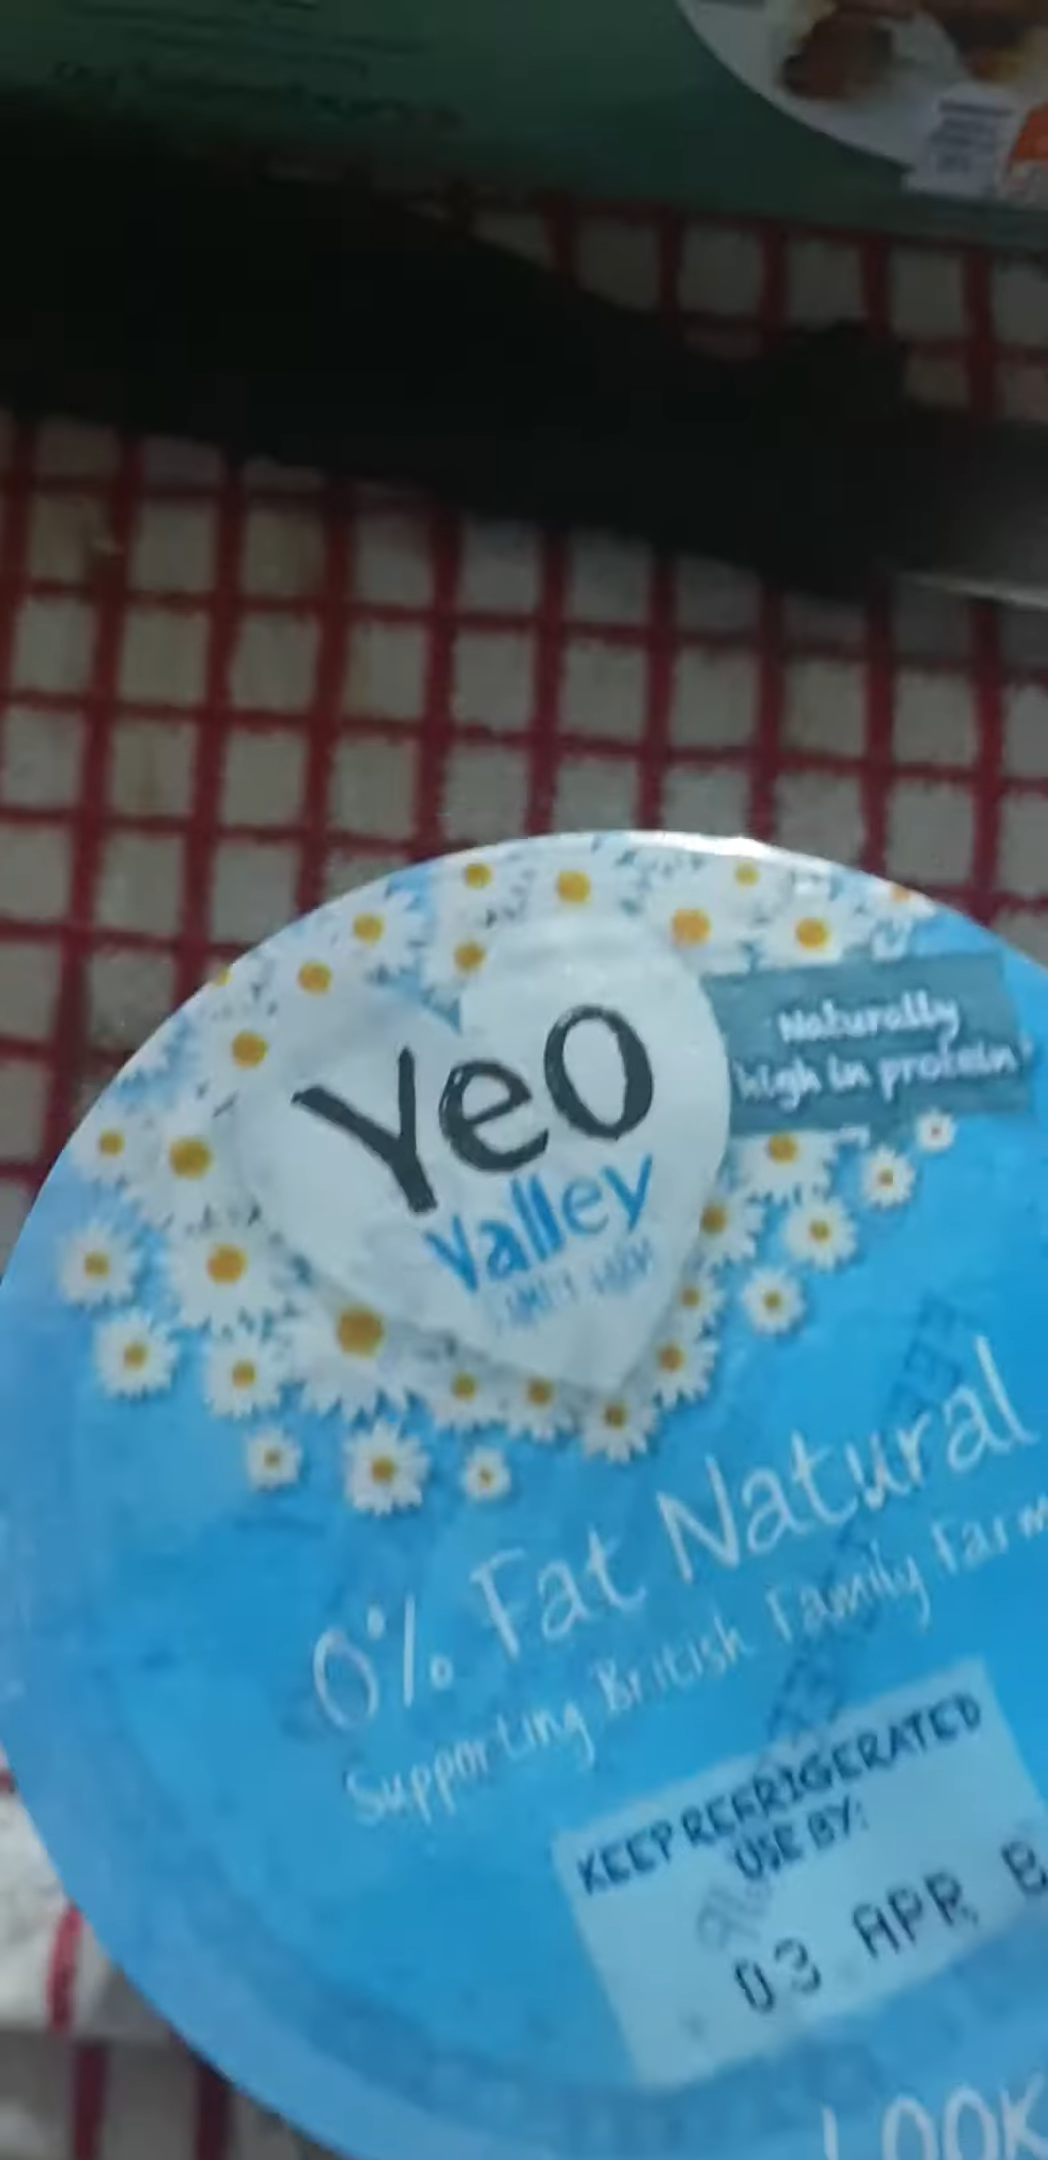 Yeo
Valley
Naturally
high in protein
0% Fat Natural
Supporting British Family Farm
KEEP REFRIGERATED
USE BY:
03 APR B
LOOK